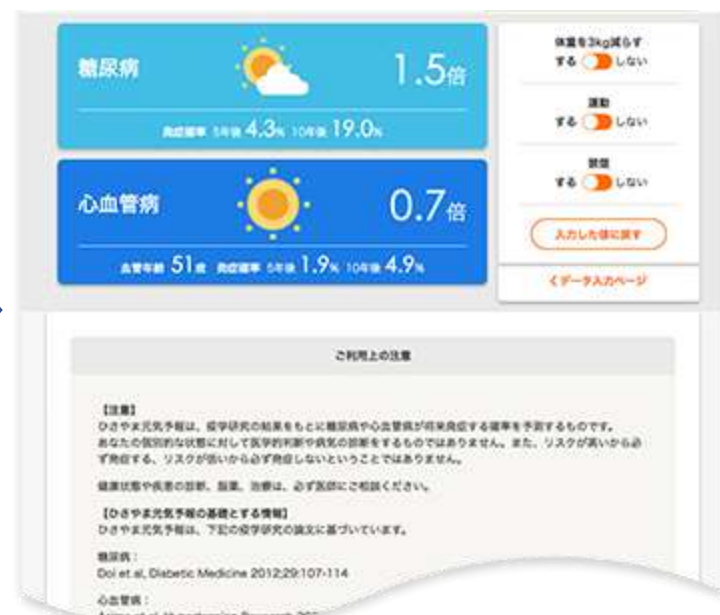 糖尿病
1.5倍
発症確率 5年後 4.3% 10年後 19.0%
心血管病
0.7倍
血管年齢 51歳 発症確率 5年後 1.9% 10年後 4.9%
体重を3kg減らす
する しない
運動
する しない
禁煙
する しない
入力した値に戻す
くデータ入力ページ
ご利用上の注意
【注意】
ひさやま元気予報は、疫学研究の結果をもとに糖尿病や心血管病が将来発症する確率を予測するものです。
あなたの個別的な状態に対して医学的判断や病気の診断をするものではありません。また、リスクが高いから必
ず発症する、リスクが低いから必ず発症しないということではありません。
健康状態や疾患の診断、服薬、治療は、必ず医師にご相談ください。
【ひさやま元気予報の基礎とする情報】
ひさやま元気予報は、下記の疫学研究の論文に基づいています。
糖尿病：
Doi et al, Diabetic Medicine 2012;29:107-114
心血管病：